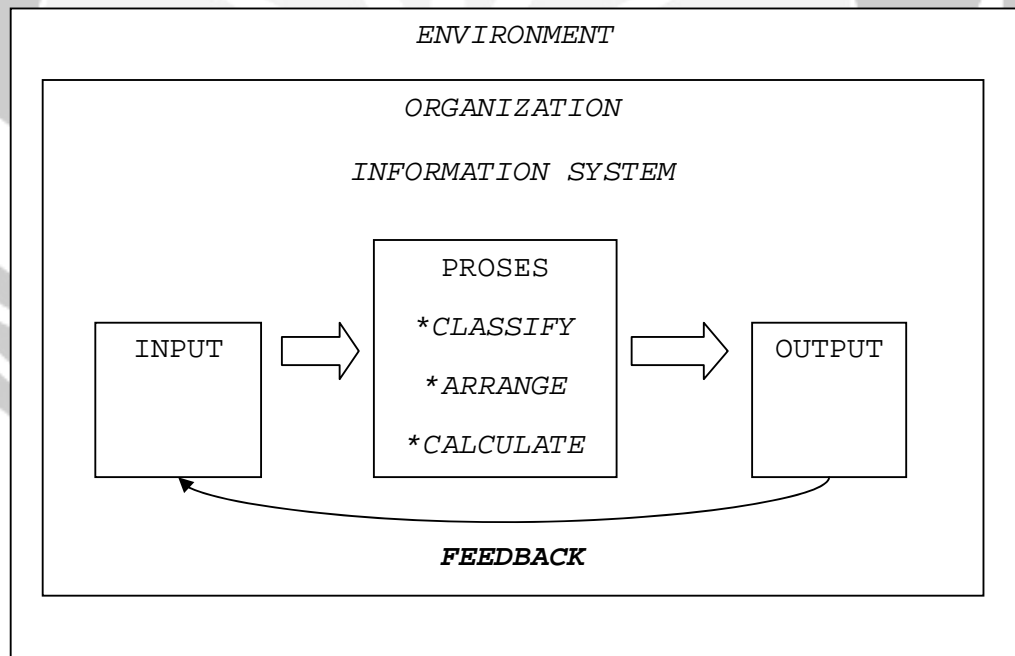 ENVIRONMENT
ORGANIZATION
INFORMATION SYSTEM
INPUT
PROSES
*CLASSIFY
*ARRANGE
*CALCULATE
OUTPUT
FEEDBACK